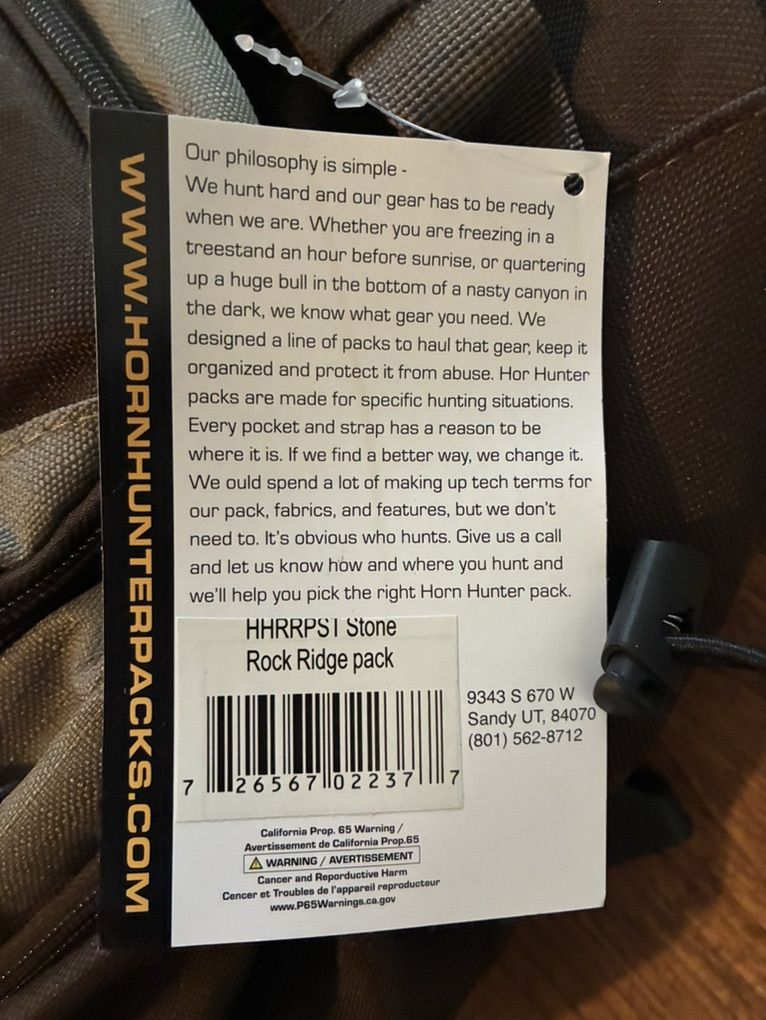 WWW.HORNHUNTERPACKS.COM
Our philosophy is simple -
We hunt hard and our gear has to be ready
when we are. Whether you are freezing in a
treestand an hour before sunrise, or quartering
up a huge bull in the bottom of a nasty canyon in
the dark, we know what gear you need. We
designed a line of packs to haul that gear, keep it
organized and protect it from abuse. Hor Hunter
packs are made for specific hunting situations.
Every pocket and strap has a reason to be
where it is. If we find a better way, we change it.
We ould spend a lot of making up tech terms for
our pack, fabrics, and features, but we don't
need to. It's obvious who hunts. Give us a call
and let us know how and where you hunt and
we'll help you pick the right Horn Hunter pack.
HHRRPST Stone
Rock Ridge pack
7 26567 02237 7
9343 S 670 W
Sandy UT, 84070
(801) 562-8712
California Prop. 65 Warning /
Avertissement de California Prop.65
WARNING / AVERTISSEMENT
Cancer and Reportductive Harm
Cencer et Troubles de l'appareil reproducteur
www.P65Warnings.ca.gov